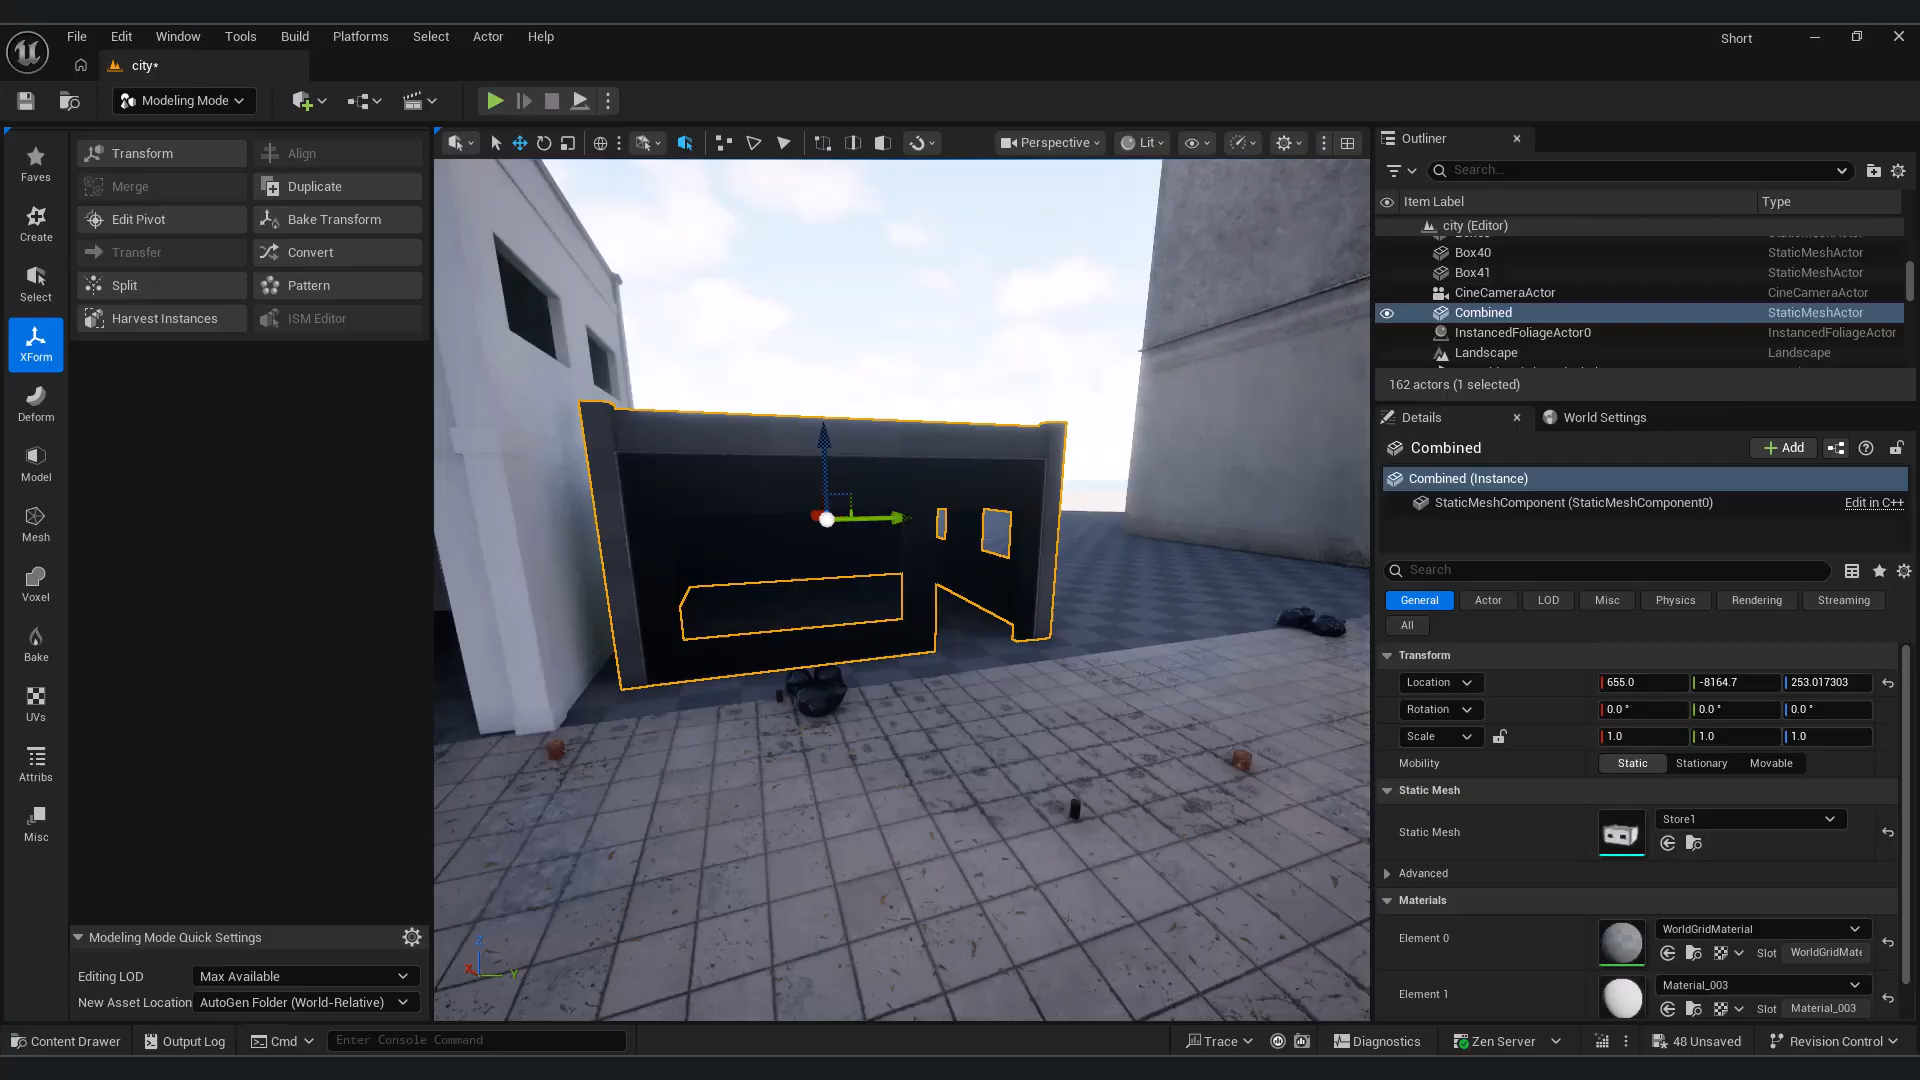 File Edit Window Tools Build Platforms Select Actor Help
Short
city*
Modeling Mode
Faves
Create
Select
XForm
Deform
Model
Mesh
Voxel
Bake
UVs
Attribs
Misc
Transform Align
Merge Duplicate
Edit Pivot Bake Transform
Transfer Convert
Split Pattern
Harvest Instances ISM Editor
Modeling Mode Quick Settings
Editing LOD Max Available
New Asset Location AutoGen Folder (World-Relative)
Perspective Lit
Z
X Y
Outliner
Search...
Item Label Type
city (Editor)
StaticMeshActor
Box40 StaticMeshActor
Box41 StaticMeshActor
CineCameraActor CineCameraActor
Combined StaticMeshActor
InstancedFoliageActor0 InstancedFoliageActor
Landscape Landscape
162 actors (1 selected)
Details World Settings
Combined Add
Combined (Instance)
StaticMeshComponent (StaticMeshComponent0) Edit in C++
Search
General Actor LOD Misc Physics Rendering Streaming
All
Transform
Location 655.0 -8164.7 253.017303
Rotation 0.0 ° 0.0 ° 0.0 °
Scale 1.0 1.0 1.0
Mobility Static Stationary Movable
Static Mesh
Static Mesh Store1
Advanced
Materials
Element 0 WorldGridMaterial
Slot WorldGridMate
Element 1 Material_003
Slot Material_003
Content Drawer Output Log Cmd Enter Console Command Trace Diagnostics Zen Server 48 Unsaved Revision Control